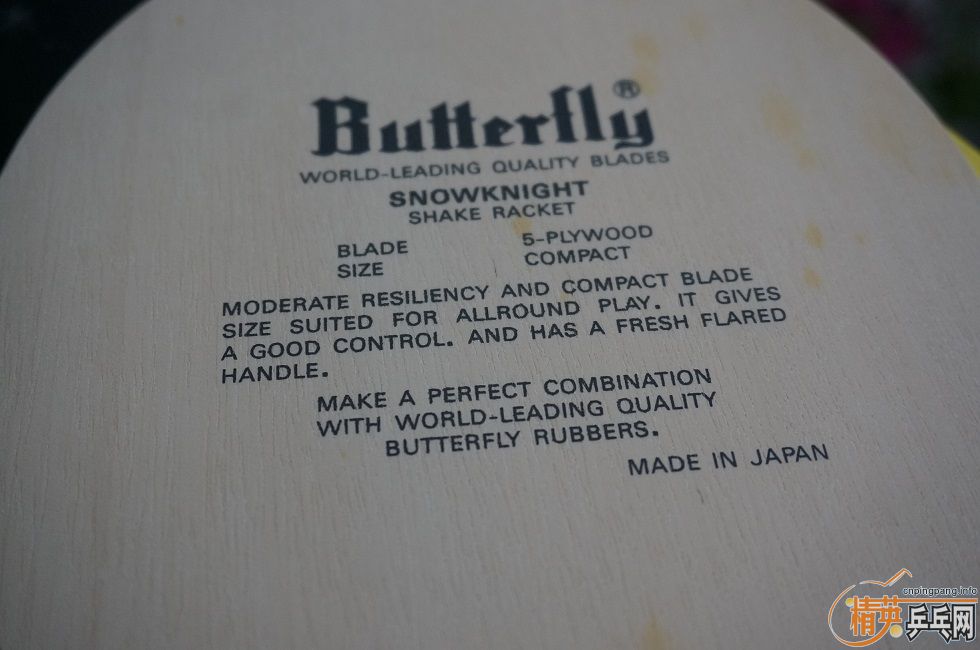 Butterfly®
WORLD-LEADING QUALITY BLADES
SNOWKNIGHT
SHAKE RACKET
BLADE 5-PLYWOOD
SIZE COMPACT
MODERATE RESILIENCY AND COMPACT BLADE
SIZE SUITED FOR ALLROUND PLAY. IT GIVES
A GOOD CONTROL. AND HAS A FRESH FLARED
HANDLE.
MAKE A PERFECT COMBINATION
WITH WORLD-LEADING QUALITY
BUTTERFLY RUBBERS.
MADE IN JAPAN
cnpingpang.info
精英乒乓网